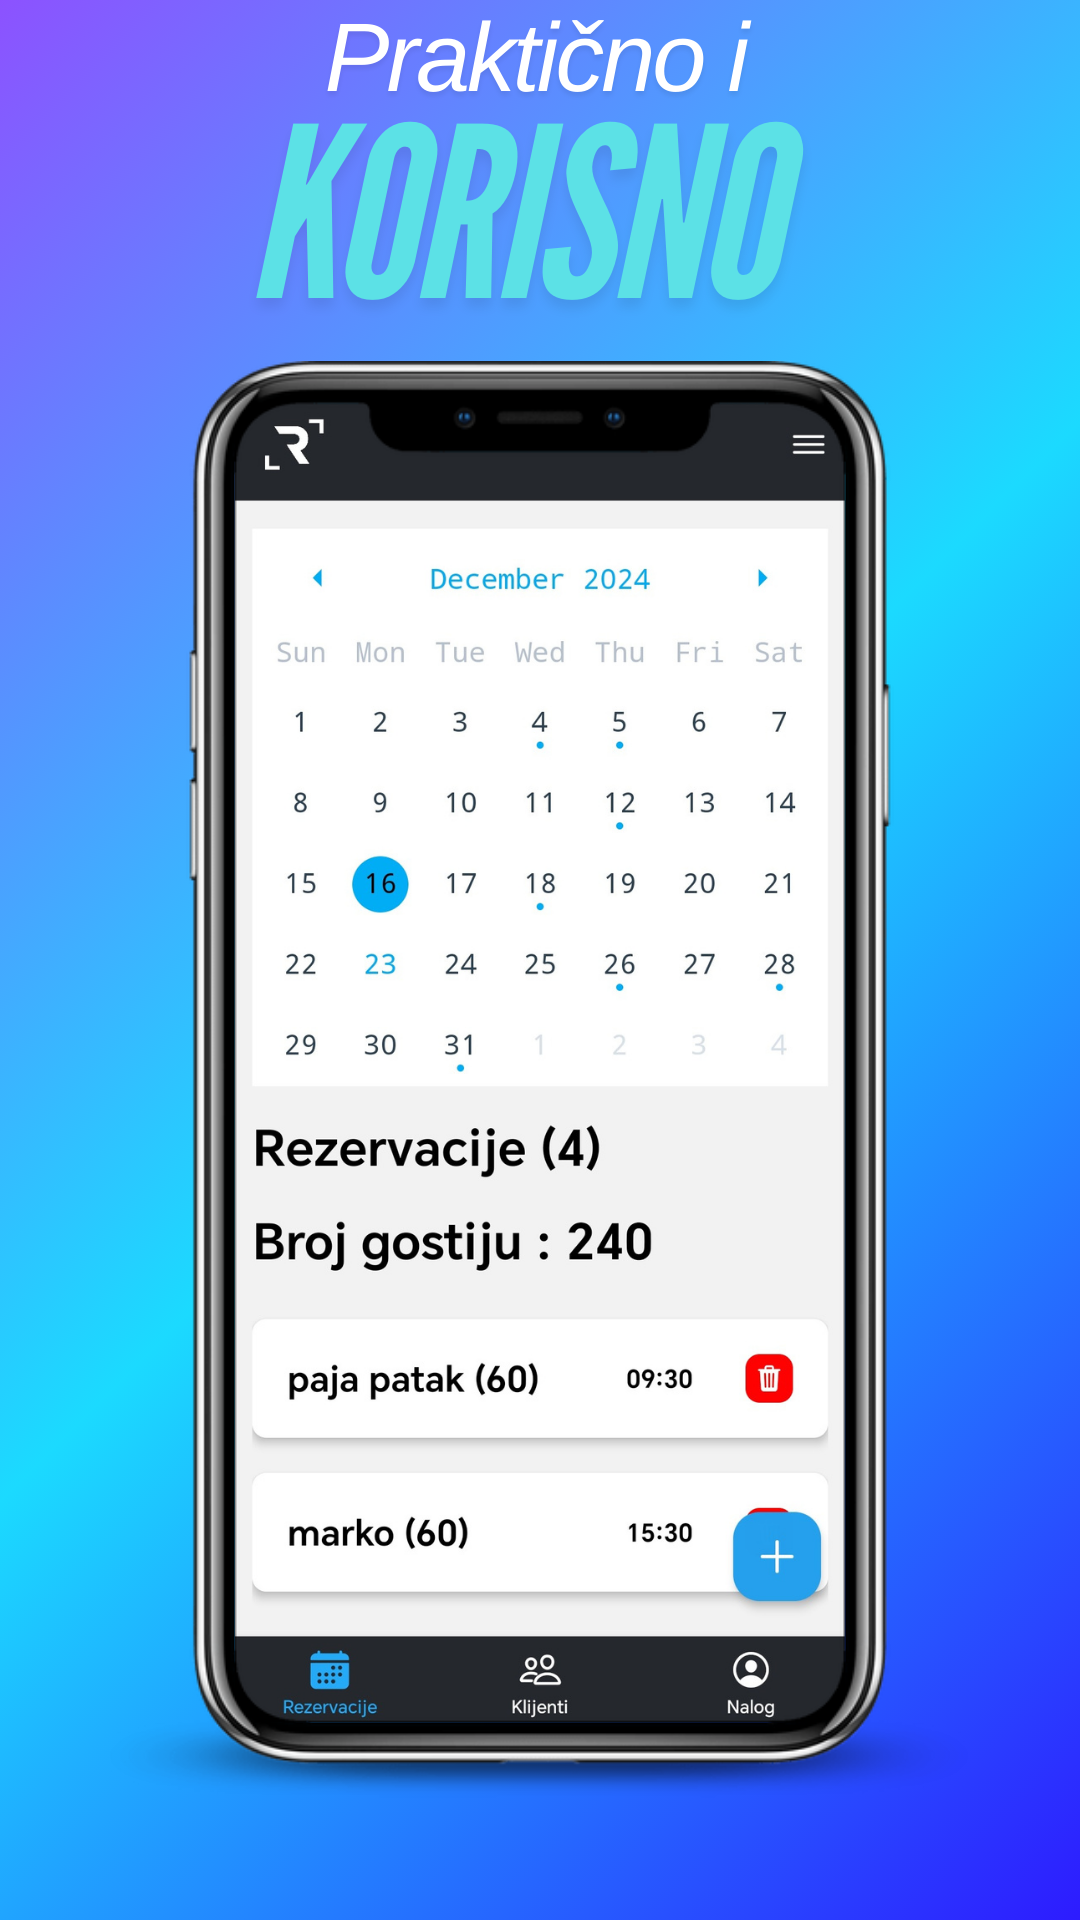 Praktično i
KORISNO
R
December 2024
Sun Mon Tue Wed Thu Fri Sat
1 2 3 4 5 6 7
8 9 10 11 12 13 14
15 16 17 18 19 20 21
22 23 24 25 26 27 28
29 30 31 1 2 3 4
Rezervacije (4)
Broj gostiju : 240
paja patak (60) 09:30
marko (60) 15:30
Rezervacije Klijenti Nalog